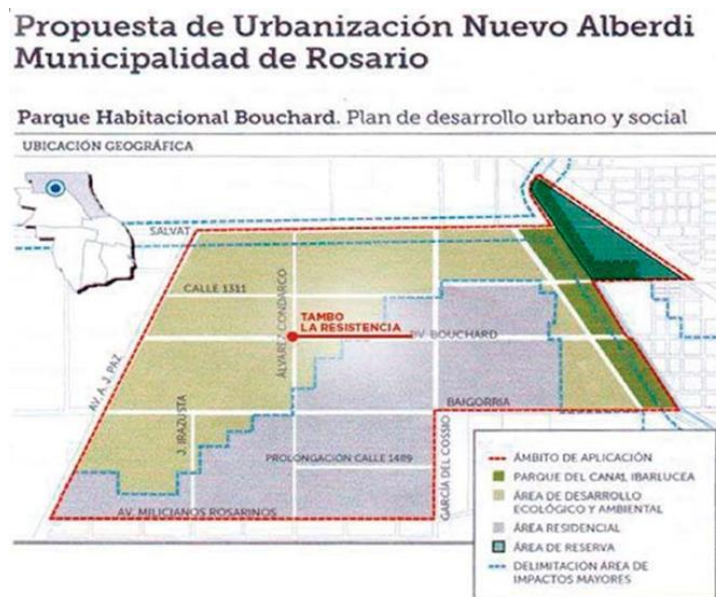 Propuesta de Urbanización Nuevo Alberdi
Municipalidad de Rosario
Parque Habitacional Bouchard. Plan de desarrollo urbano y social
UBICACIÓN GEOGRÁFICA
SALVAT
CALLE 1311
ÁLVAREZ CONDARCO
TAMBO
LA RESISTENCIA
BV. BOUCHARD
AV. A. J. PAZ
J. IRAZUSTA
BAIGORRIA
GARCÍA DEL COSSIO
PROLONGACIÓN CALLE 1409
AV. MILICIANOS ROSARINOS
ÁMBITO DE APLICACIÓN
PARQUE DEL CANAL IBARLUCEA
ÁREA DE DESARROLLO
ECOLÓGICO Y AMBIENTAL
ÁREA RESIDENCIAL
ÁREA DE RESERVA
DELIMITACIÓN ÁREA DE
IMPACTOS MAYORES